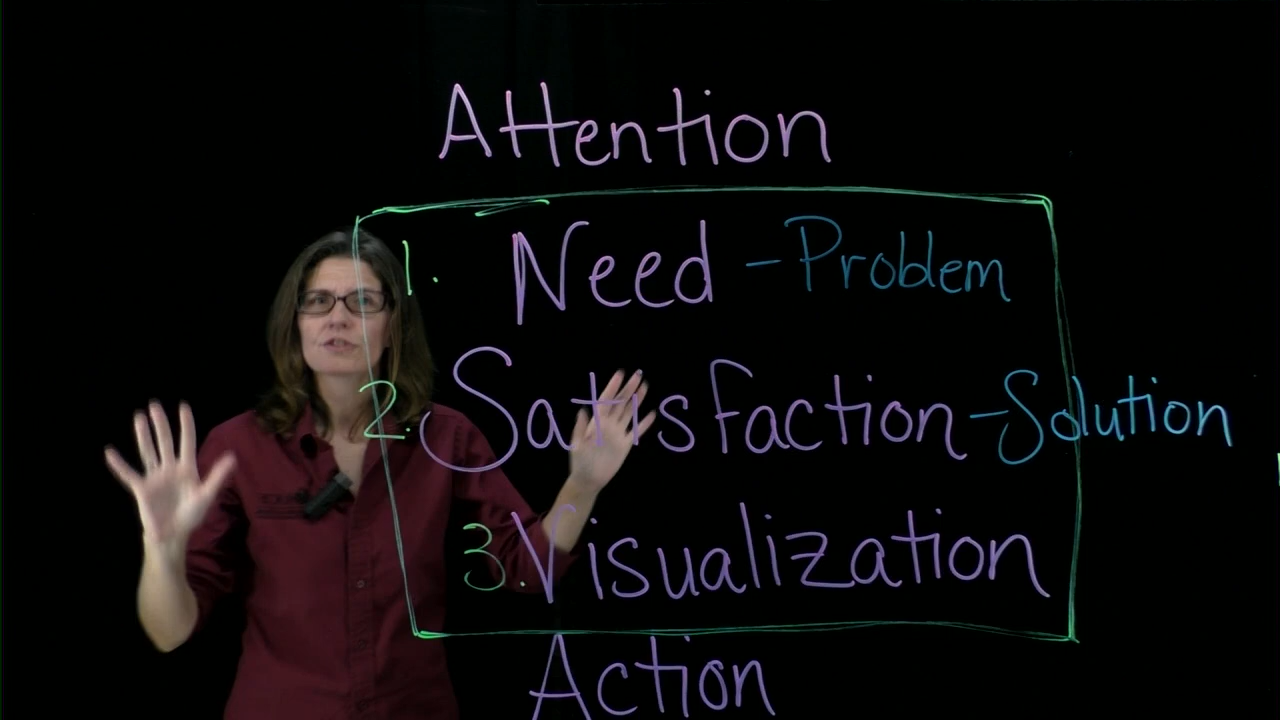 Attention
1. Need - Problem
2. Satisfaction - Solution
3. Visualization
Action